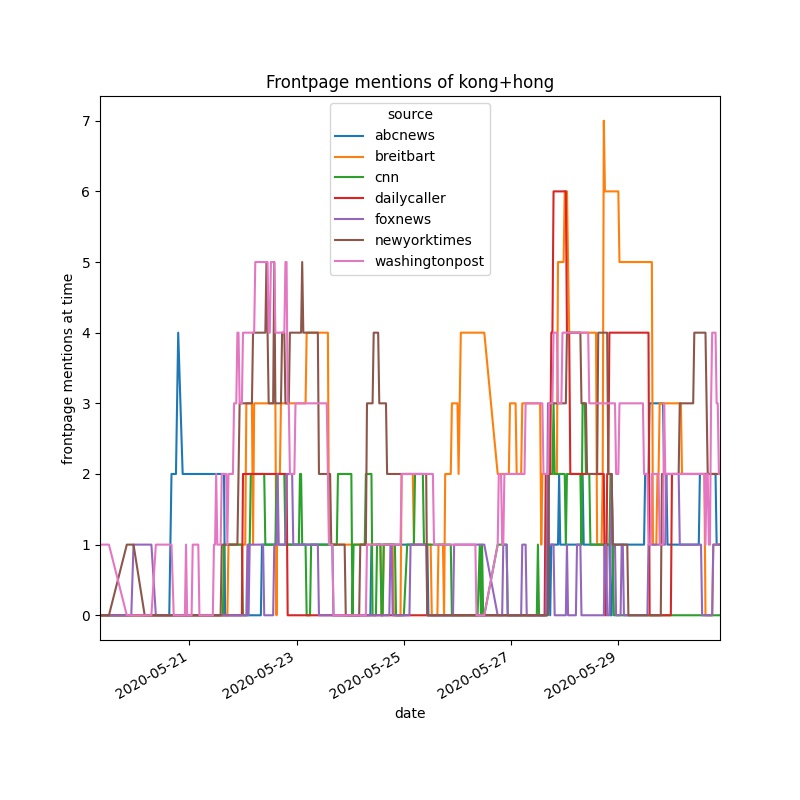 Frontpage mentions of kong+hong
source
abcnews
breitbart
cnn
dailycaller
foxnews
newyorktimes
washingtonpost
frontpage mentions at time
7
6
5
4
3
2
1
0
2020-05-21
2020-05-23
2020-05-25
2020-05-27
2020-05-29
date